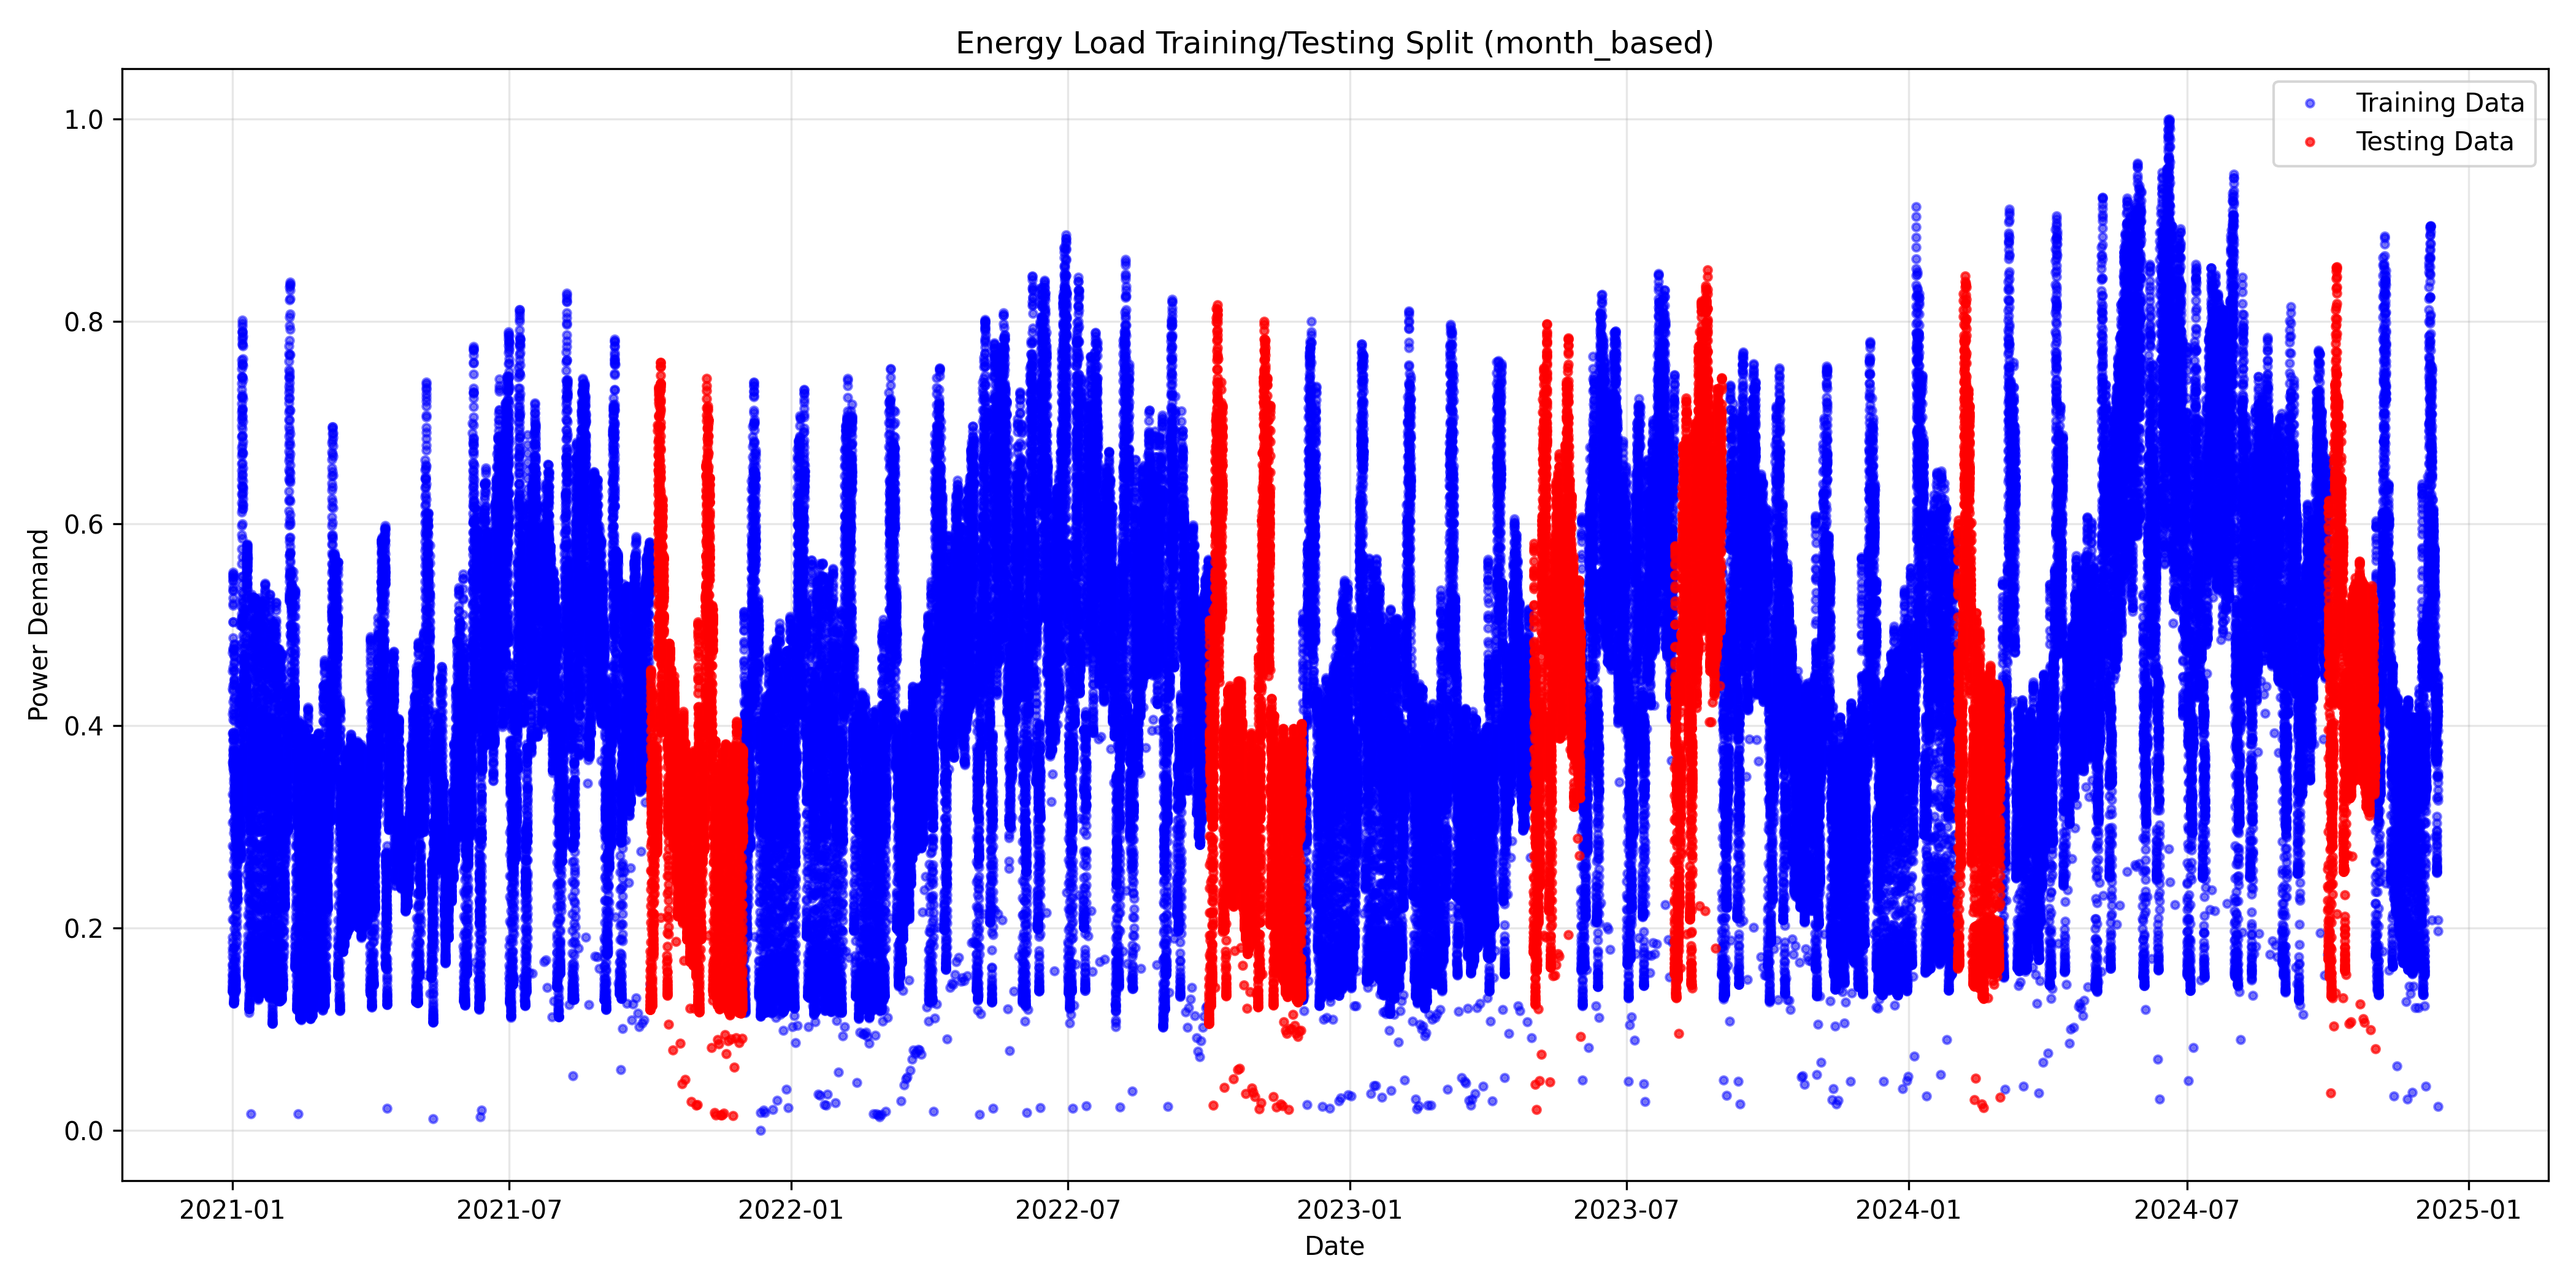 Energy Load Training/Testing Split (month_based)
Training Data
Testing Data
1.0
0.8
0.6
0.4
0.2
0.0
Power Demand
2021-01 2021-07 2022-01 2022-07 2023-01 2023-07 2024-01 2024-07 2025-01
Date